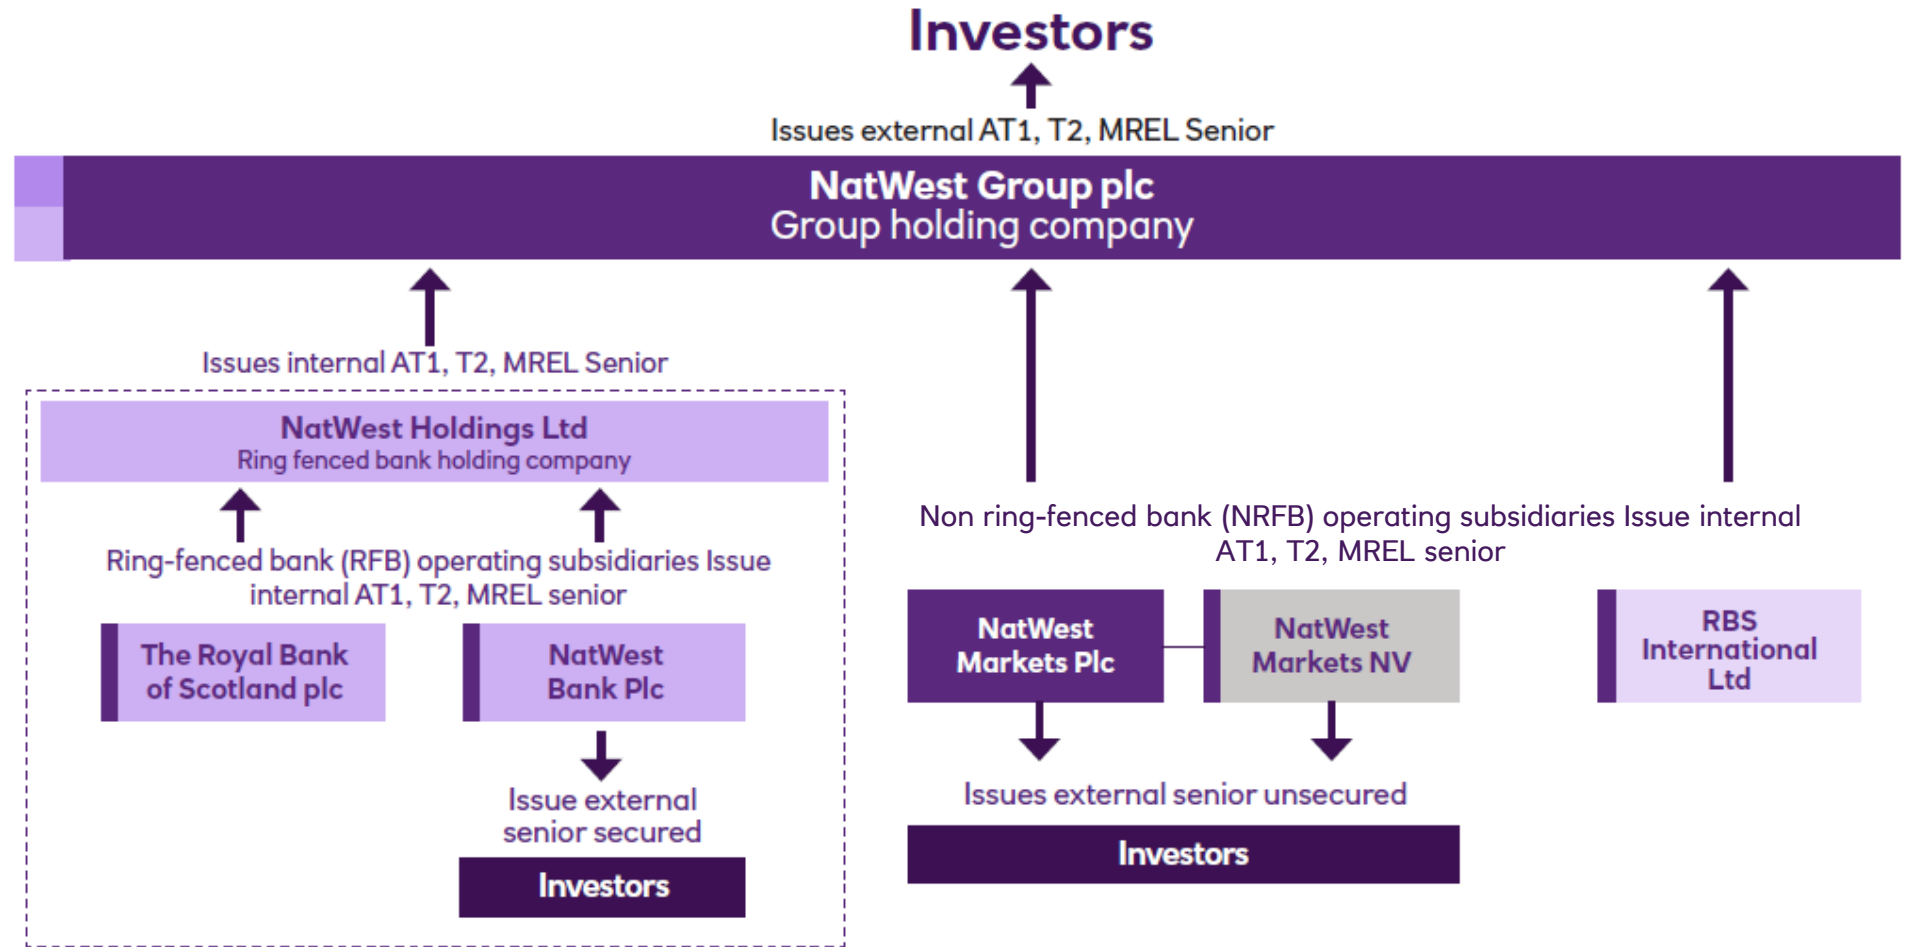 Investors
Issues external AT1, T2, MREL Senior
NatWest Group plc
Group holding company
Issues internal AT1, T2, MREL Senior
NatWest Holdings Ltd
Ring fenced bank holding company
Ring-fenced bank (RFB) operating subsidiaries Issue
internal AT1, T2, MREL senior
The Royal Bank
of Scotland plc
NatWest
Bank Plc
Issue external
senior secured
Investors
Non ring-fenced bank (NRFB) operating subsidiaries Issue internal
AT1, T2, MREL senior
NatWest
Markets Plc
NatWest
Markets NV
RBS
International
Ltd
Issues external senior unsecured
Investors